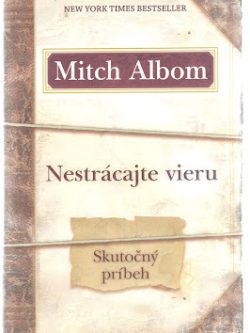 NEW YORK TIMES BESTSELLER
Mitch Albom
Nestrácajte vieru
Skutočný
príbeh